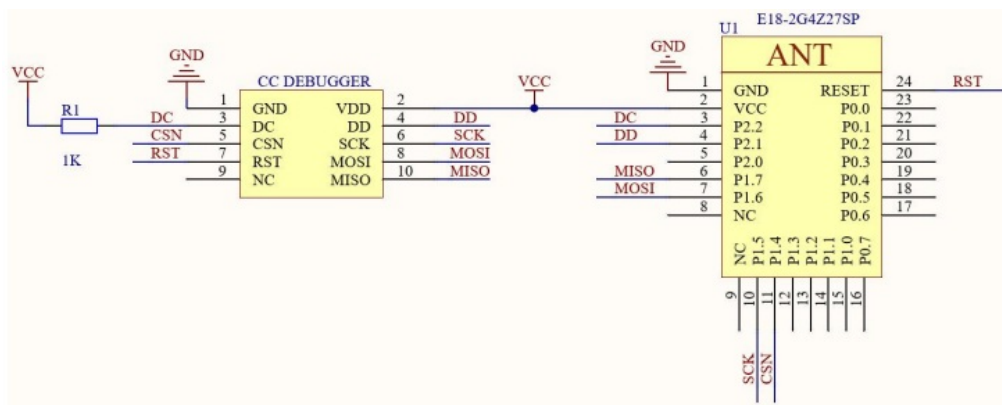 E18-2G4Z27SP
U1
ANT
GND
GND
VCC
CC DEBUGGER
VCC
R1
1K
1 GND VDD 2
DC 3 DC DD 4 DD
CSN 5 CSN SCK 6 SCK
RST 7 RST MOSI 8 MOSI
9 NC MISO 10 MISO
1 GND RESET 24 RST
2 VCC P0.0 23
DC 3 P2.2 P0.1 22
DD 4 P2.1 P0.2 21
5 P2.0 P0.3 20
MISO 6 P1.7 P0.4 19
MOSI 7 P1.6 P0.5 18
8 NC P0.6 17
NC P1.5 P1.4 P1.3 P1.2 P1.1 P1.0 P0.7
9 10 11 12 13 14 15 16
SCK CSN